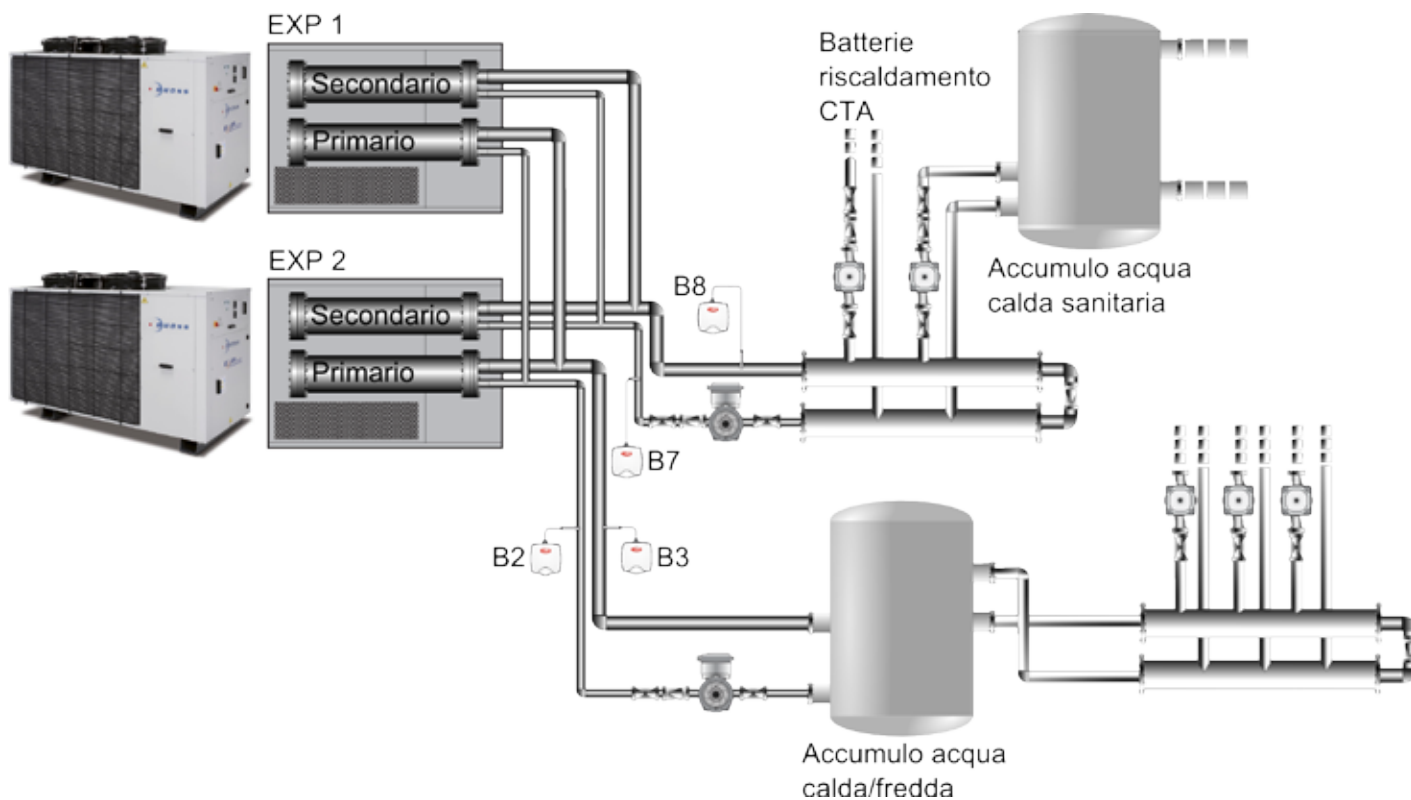 EXP 1
Secondario
Primario
Batterie
riscaldamento
CTA
EXP 2
Secondario
Primario
B8
Accumulo acqua
calda sanitaria
B7
B2
B3
Accumulo acqua
calda/fredda